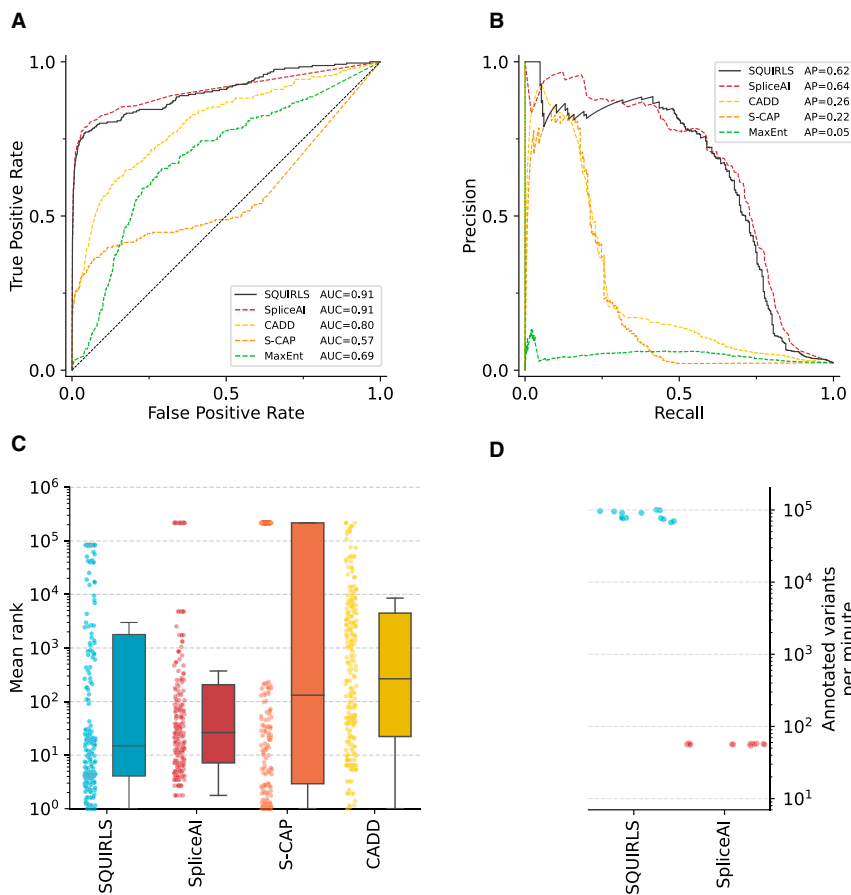 A
1.0
0.5
0.0
True Positive Rate
0.0
0.5
1.0
False Positive Rate
SQUIRLS AUC=0.91
SpliceAI AUC=0.91
CADD AUC=0.80
S-CAP AUC=0.57
MaxEnt AUC=0.69
B
1.0
0.5
0.0
Precision
0.0
0.5
1.0
Recall
SQUIRLS AP=0.62
SpliceAI AP=0.64
CADD AP=0.26
S-CAP AP=0.22
MaxEnt AP=0.05
C
10⁶
10⁵
10⁴
10³
10²
10¹
10⁰
Mean rank
SQUIRLS
SpliceAI
S-CAP
CADD
D
10⁵
10⁴
10³
10²
10¹
Annotated variants
per minute
SQUIRLS
SpliceAI